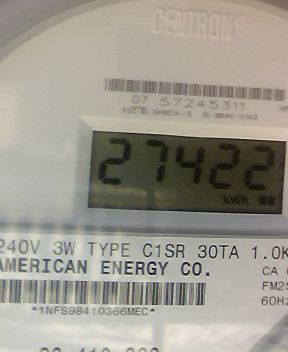 CENTRON®
07 57245311
27422
kWh
240V 3W TYPE C1SR 30TA 1.0K
AMERICAN ENERGY CO.
CA
FM2S
60Hz
*1NFS98410366MEC*